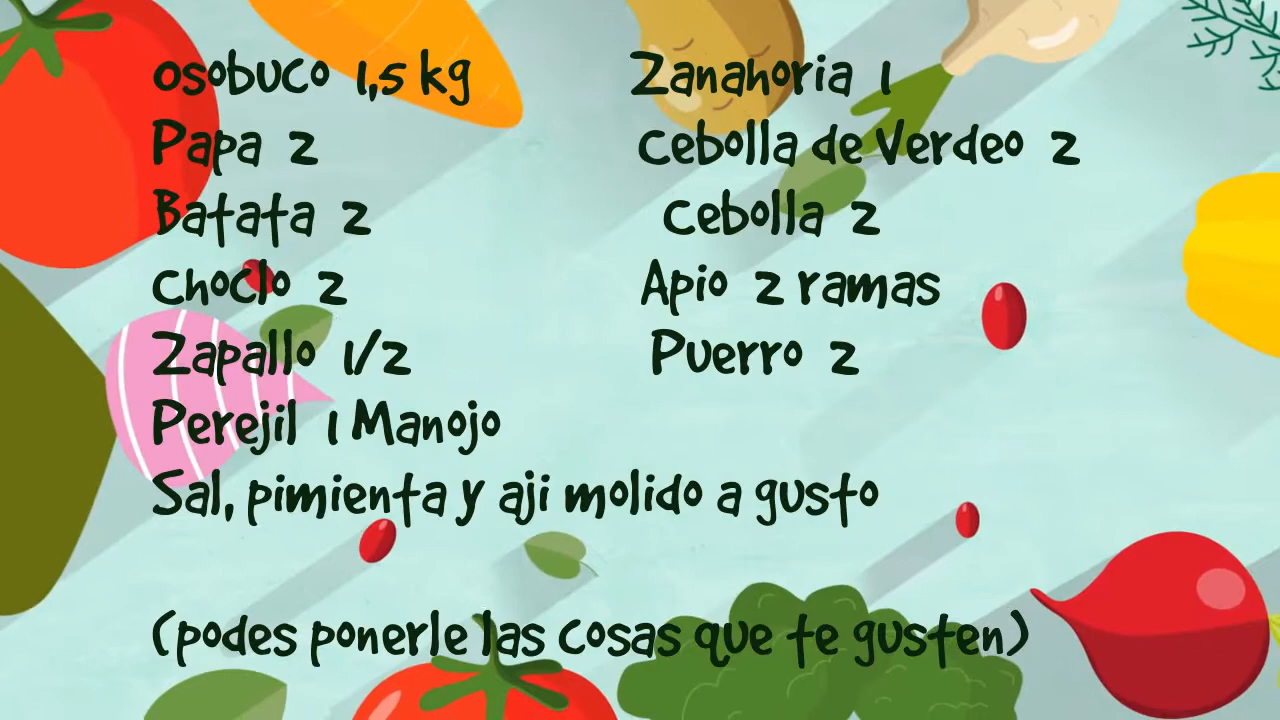 osobuco 1,5 kg
Papa 2
Batata 2
choclo 2
Zapallo 1/2
Perejil 1 Manojo
Sal, pimienta y aji molido a gusto
Zanahoria 1
cebolla de Verdeo 2
cebolla 2
Apio 2 ramas
Puerro 2
(podes ponerle las cosas que te gusten)